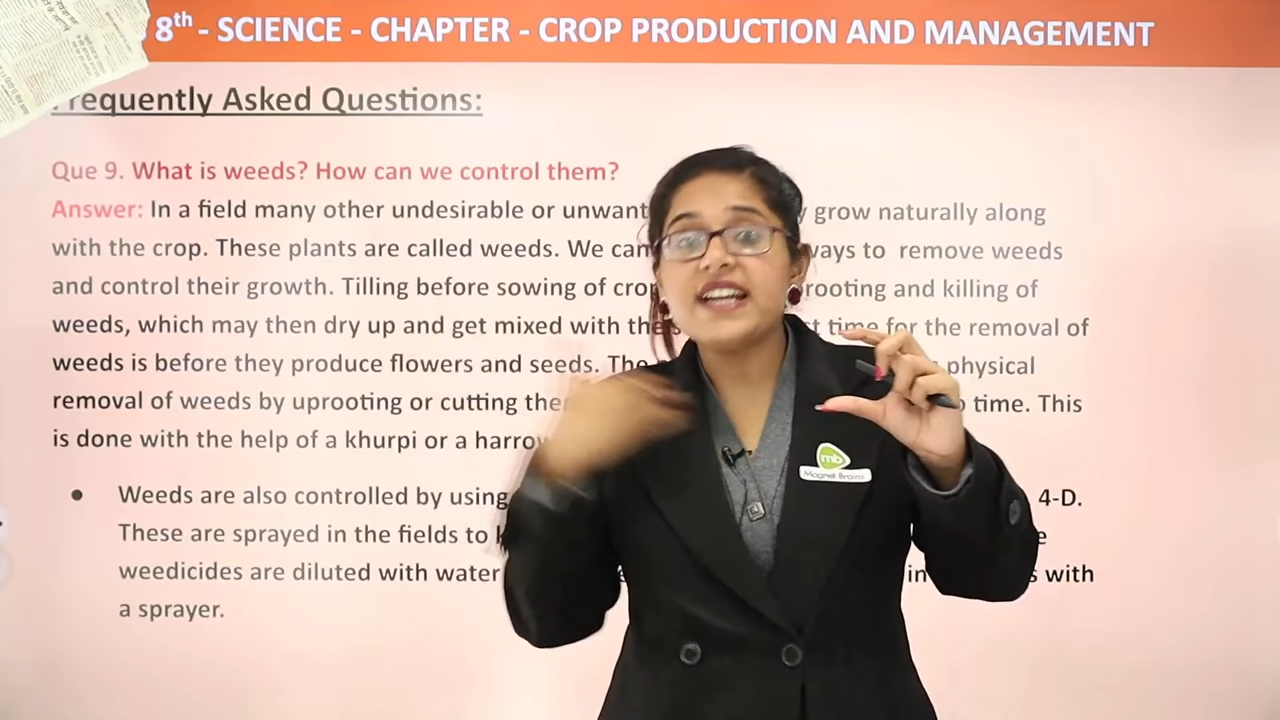 8th - SCIENCE - CHAPTER - CROP PRODUCTION AND MANAGEMENT
Frequently Asked Questions:
Que 9. What is weeds? How can we control them?
Answer: In a field many other undesirable or unwant y grow naturally along
with the crop. These plants are called weeds. We can ways to remove weeds
and control their growth. Tilling before sowing of crop rooting and killing of
weeds, which may then dry up and get mixed with the s t time for the removal of
weeds is before they produce flowers and seeds. The physical
removal of weeds by uprooting or cutting them o time. This
is done with the help of a khurpi or a harrow
mb
Magnet Brains
• Weeds are also controlled by using 4-D.
These are sprayed in the fields to k e
weedicides are diluted with water in s with
a sprayer.